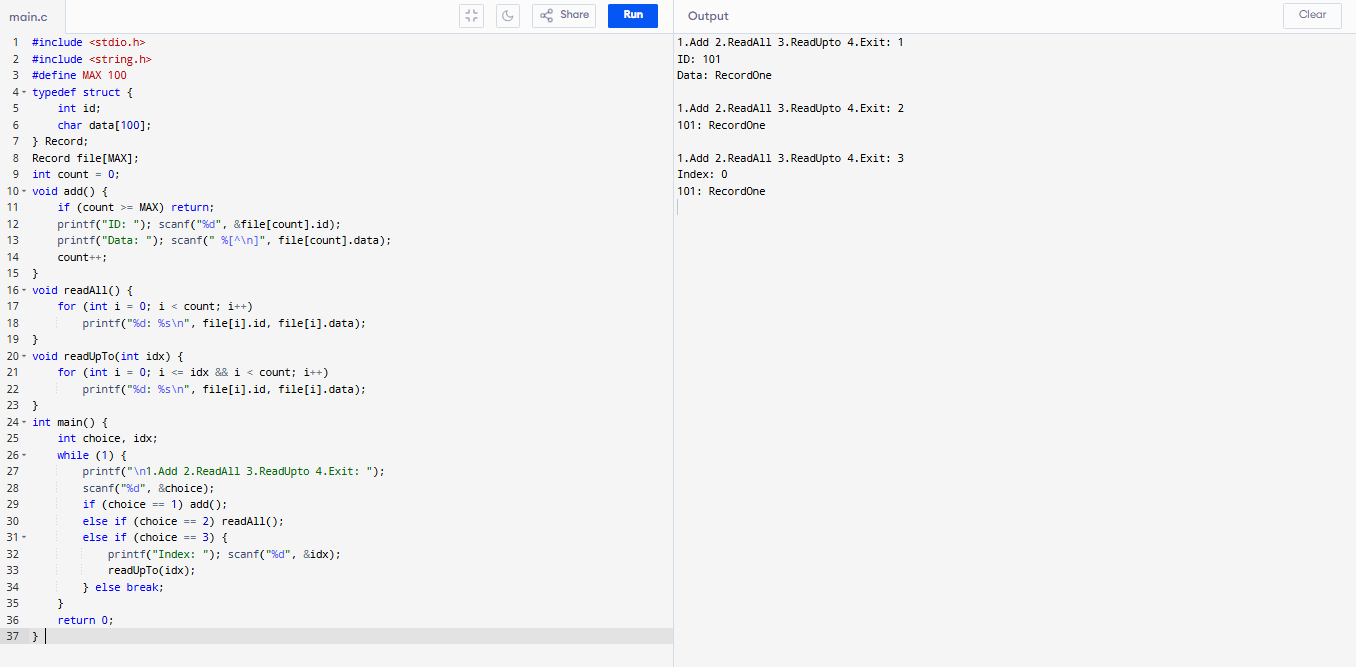 main.c
Share
Run
Output
Clear
1 #include <stdio.h>
2 #include <string.h>
3 #define MAX 100
4 typedef struct {
5     int id;
6     char data[100];
7 } Record;
8 Record file[MAX];
9 int count = 0;
10 void add() {
11     if (count >= MAX) return;
12     printf("ID: "); scanf("%d", &file[count].id);
13     printf("Data: "); scanf(" %[^\n]", file[count].data);
14     count++;
15 }
16 void readAll() {
17     for (int i = 0; i < count; i++)
18         printf("%d: %s\n", file[i].id, file[i].data);
19 }
20 void readUpTo(int idx) {
21     for (int i = 0; i <= idx && i < count; i++)
22         printf("%d: %s\n", file[i].id, file[i].data);
23 }
24 int main() {
25     int choice, idx;
26     while (1) {
27         printf("\n1.Add 2.ReadAll 3.ReadUpto 4.Exit: ");
28         scanf("%d", &choice);
29         if (choice == 1) add();
30         else if (choice == 2) readAll();
31         else if (choice == 3) {
32             printf("Index: "); scanf("%d", &idx);
33             readUpTo(idx);
34         } else break;
35     }
36     return 0;
37 }
1.Add 2.ReadAll 3.ReadUpto 4.Exit: 1
ID: 101
Data: RecordOne
1.Add 2.ReadAll 3.ReadUpto 4.Exit: 2
101: RecordOne
1.Add 2.ReadAll 3.ReadUpto 4.Exit: 3
Index: 0
101: RecordOne